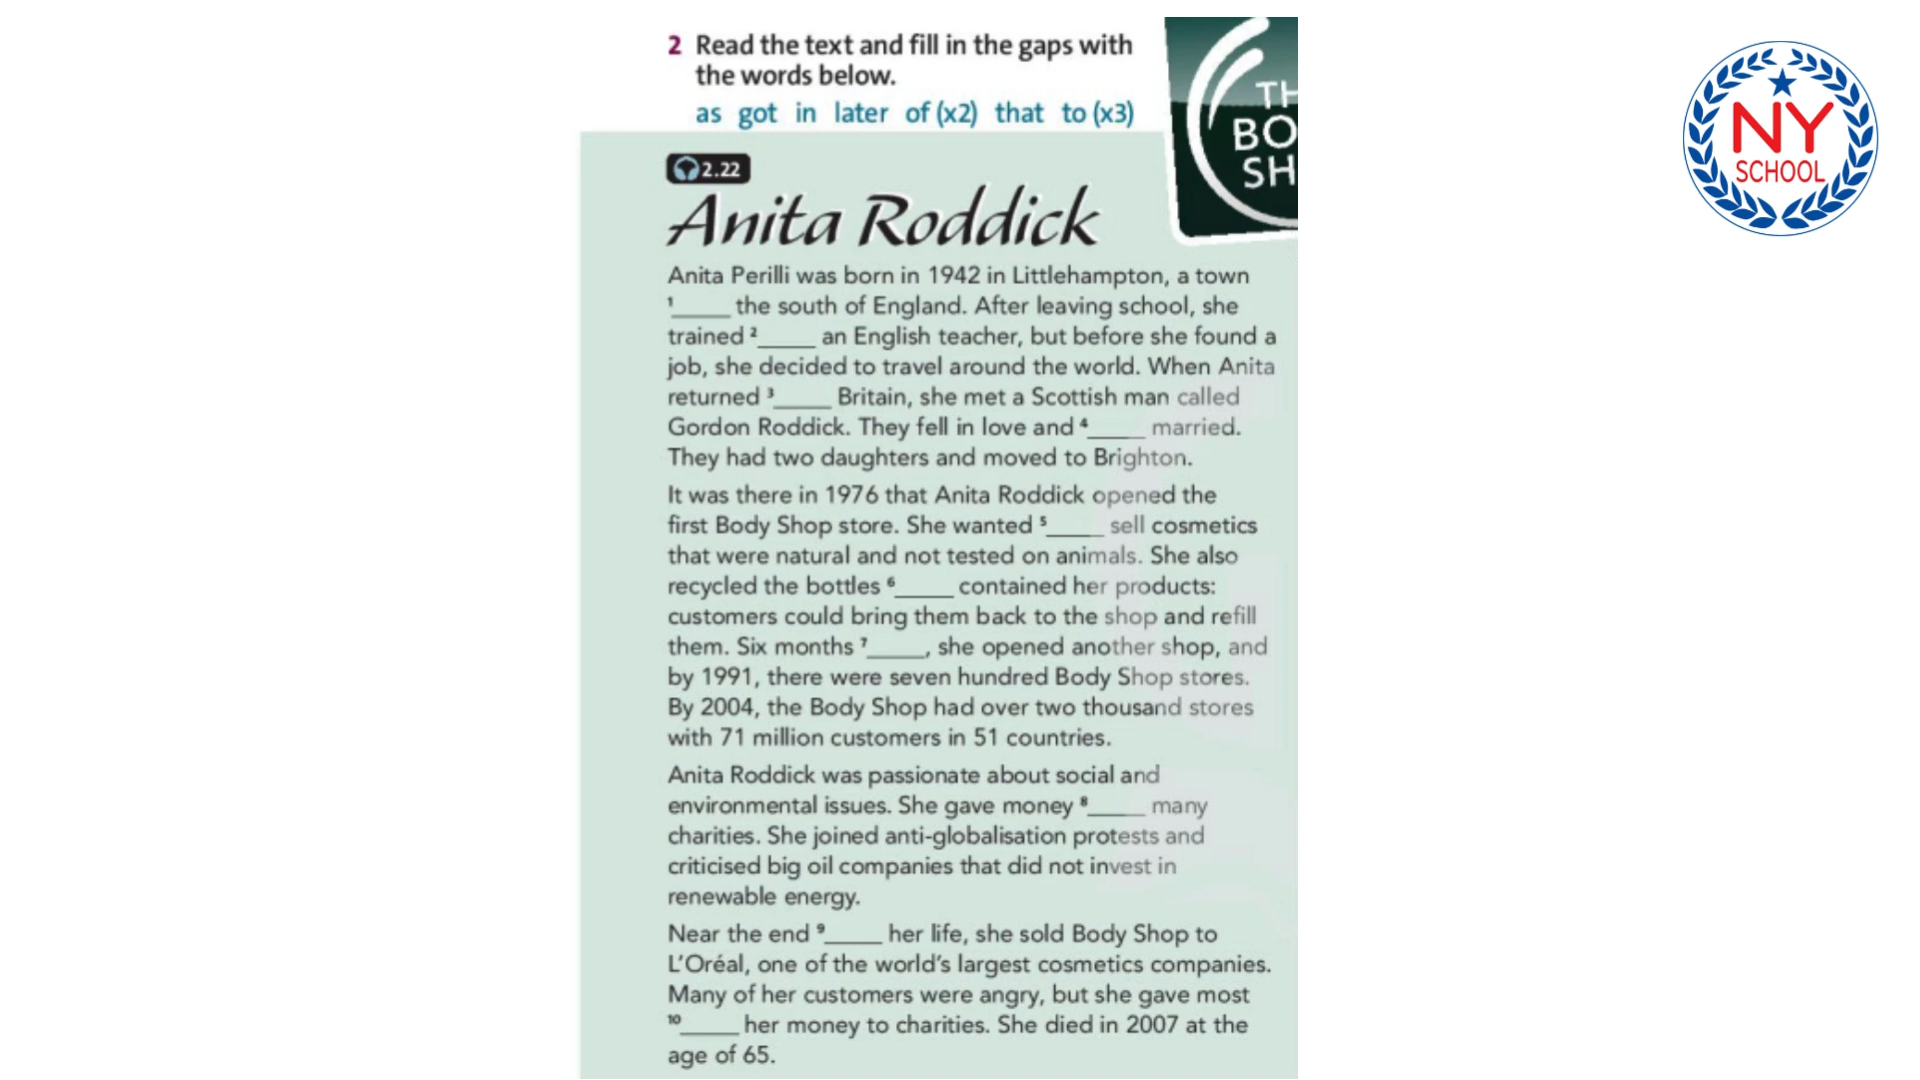 2 Read the text and fill in the gaps with
the words below.
as got in later of (x2) that to (x3)
TH
BO
SH
NY
SCHOOL
2.22
Anita Roddick
Anita Perilli was born in 1942 in Littlehampton, a town
1____ the south of England. After leaving school, she
trained 2____ an English teacher, but before she found a
job, she decided to travel around the world. When Anita
returned 3____ Britain, she met a Scottish man called
Gordon Roddick. They fell in love and 4____ married.
They had two daughters and moved to Brighton.
It was there in 1976 that Anita Roddick opened the
first Body Shop store. She wanted 5____ sell cosmetics
that were natural and not tested on animals. She also
recycled the bottles 6____ contained her products:
customers could bring them back to the shop and refill
them. Six months 7____, she opened another shop, and
by 1991, there were seven hundred Body Shop stores.
By 2004, the Body Shop had over two thousand stores
with 71 million customers in 51 countries.
Anita Roddick was passionate about social and
environmental issues. She gave money 8____ many
charities. She joined anti-globalisation protests and
criticised big oil companies that did not invest in
renewable energy.
Near the end 9____ her life, she sold Body Shop to
L'Oréal, one of the world's largest cosmetics companies.
Many of her customers were angry, but she gave most
10____ her money to charities. She died in 2007 at the
age of 65.